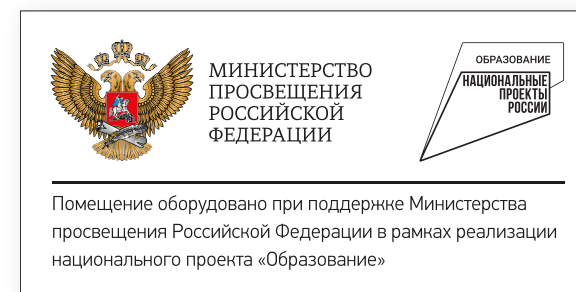 МИНИСТЕРСТВО
ПРОСВЕЩЕНИЯ
РОССИЙСКОЙ
ФЕДЕРАЦИИ
ОБРАЗОВАНИЕ
НАЦИОНАЛЬНЫЕ
ПРОЕКТЫ
РОССИИ
Помещение оборудовано при поддержке Министерства
просвещения Российской Федерации в рамках реализации
национального проекта «Образование»